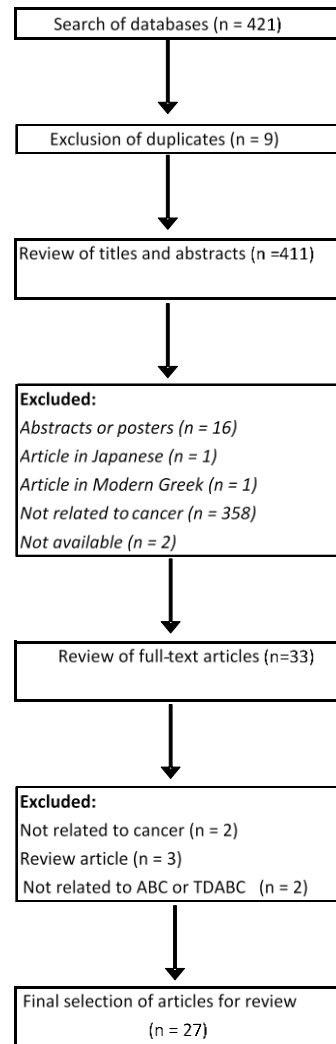 Search of databases (n = 421)
Exclusion of duplicates (n = 9)
Review of titles and abstracts (n =411)
Excluded:
Abstracts or posters (n = 16)
Article in Japanese (n = 1)
Article in Modern Greek (n = 1)
Not related to cancer (n = 358)
Not available (n = 2)
Review of full-text articles (n=33)
Excluded:
Not related to cancer (n = 2)
Review article (n = 3)
Not related to ABC or TDABC (n = 2)
Final selection of articles for review
(n = 27)